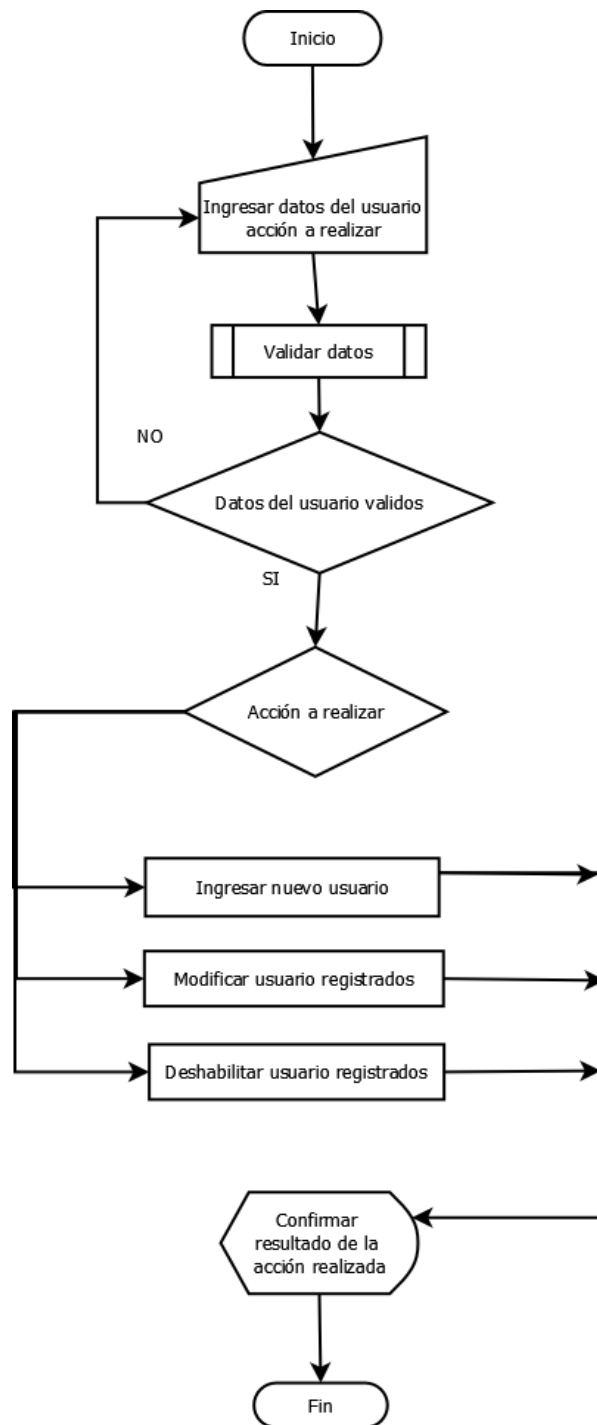 Inicio
Ingresar datos del usuario
acción a realizar
Validar datos
NO
Datos del usuario validos
SI
Acción a realizar
Ingresar nuevo usuario
Modificar usuario registrados
Deshabilitar usuario registrados
Confirmar
resultado de la
acción realizada
Fin